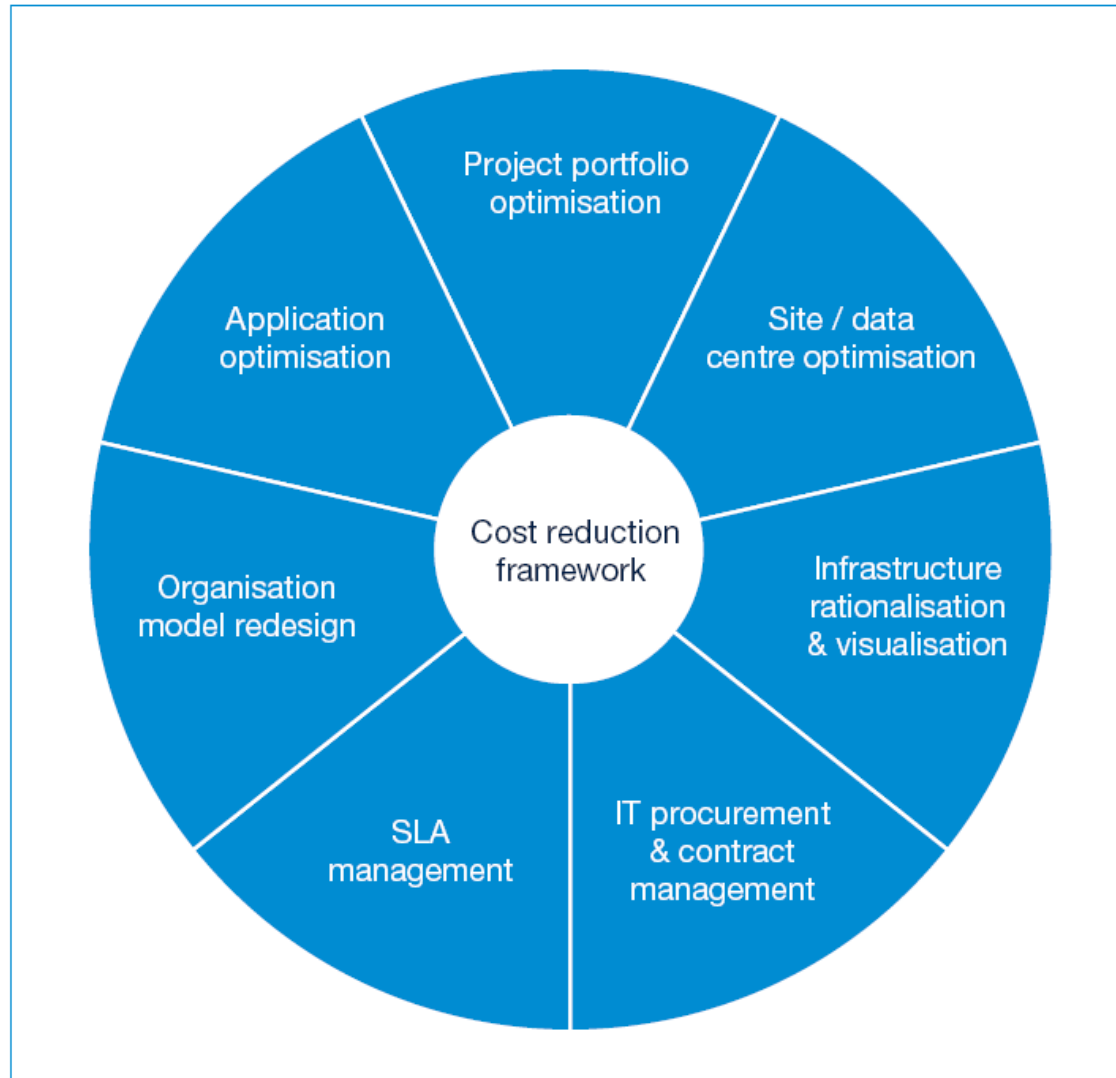 Project portfolio
optimisation
Site / data
centre optimisation
Infrastructure
rationalisation
& visualisation
IT procurement
& contract
management
SLA
management
Organisation
model redesign
Application
optimisation
Cost reduction
framework